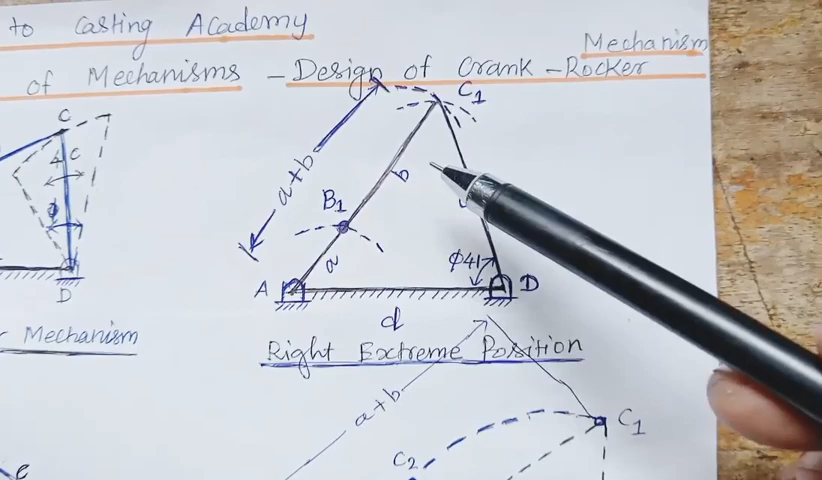 to Casting Academy
Mechanism
of Mechanisms - Design of Crank - Rocker
C
C1
a+b
4
c
b
B1
φ
a
φ41
A
D
D
d
Mechanism
Right Extreme Position
a+b
C1
C2
e